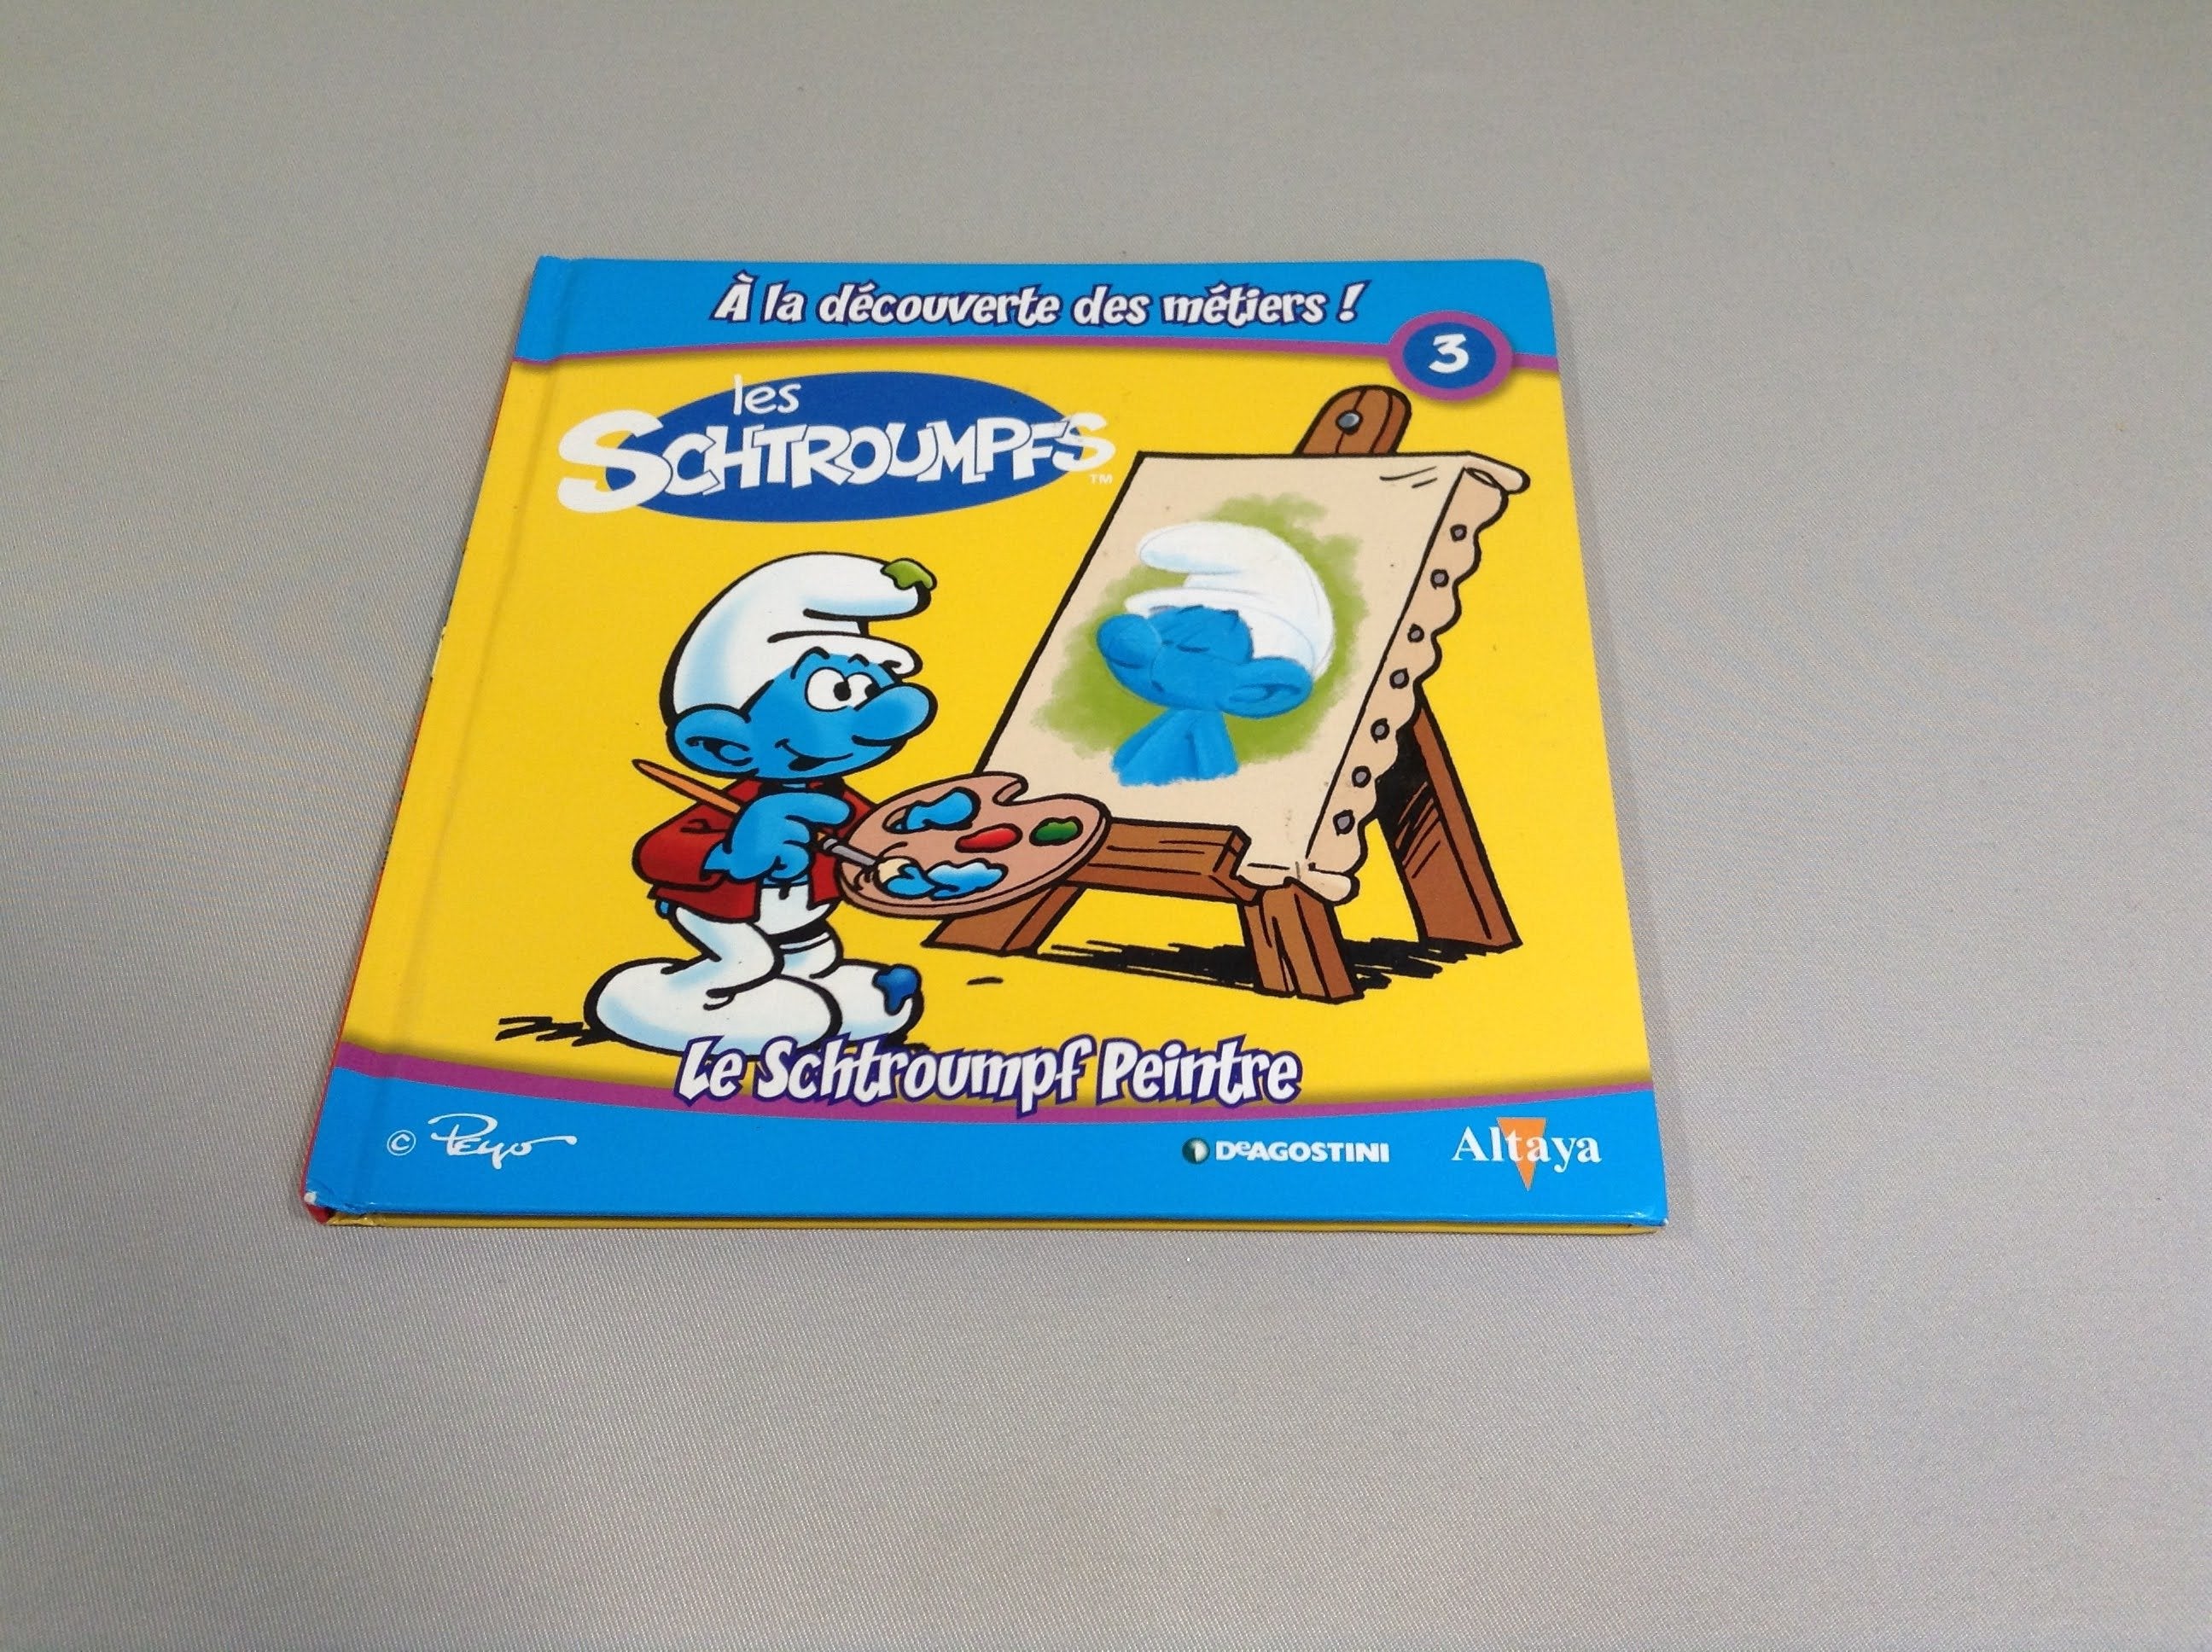 À la découverte des métiers !
3
les
SCHTROUMPFS
TM
Le Schtroumpf Peintre
© Peyo
DeAGOSTINI
Altaya